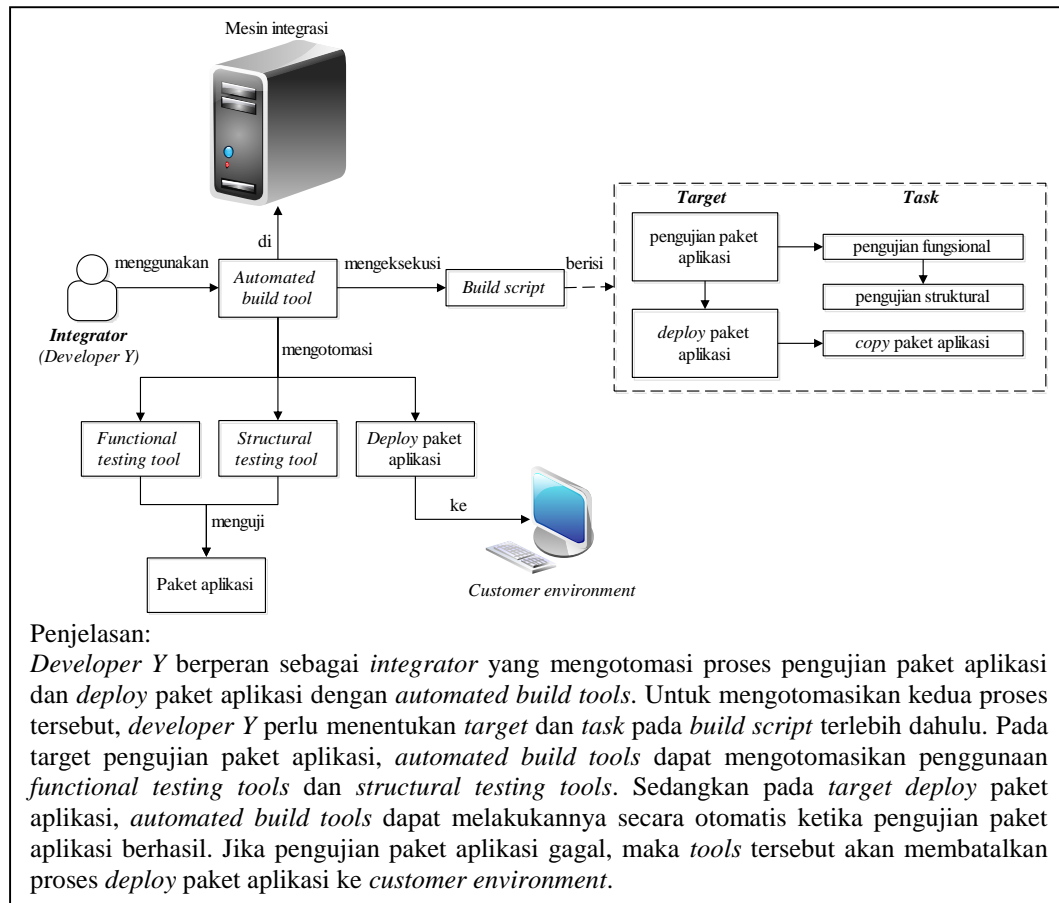 Mesin integrasi
di
menggunakan
Automated
build tool
mengeksekusi
Build script
berisi
Integrator
(Developer Y)
Target
Task
pengujian paket
aplikasi
pengujian fungsional
pengujian struktural
deploy paket
aplikasi
copy paket aplikasi
mengotomasi
Functional
testing tool
Structural
testing tool
Deploy paket
aplikasi
menguji
ke
Paket aplikasi
Customer environment
Penjelasan:
Developer Y berperan sebagai integrator yang mengotomasi proses pengujian paket aplikasi
dan deploy paket aplikasi dengan automated build tools. Untuk mengotomasikan kedua proses
tersebut, developer Y perlu menentukan target dan task pada build script terlebih dahulu. Pada
target pengujian paket aplikasi, automated build tools dapat mengotomasikan penggunaan
functional testing tools dan structural testing tools. Sedangkan pada target deploy paket
aplikasi, automated build tools dapat melakukannya secara otomatis ketika pengujian paket
aplikasi berhasil. Jika pengujian paket aplikasi gagal, maka tools tersebut akan membatalkan
proses deploy paket aplikasi ke customer environment.